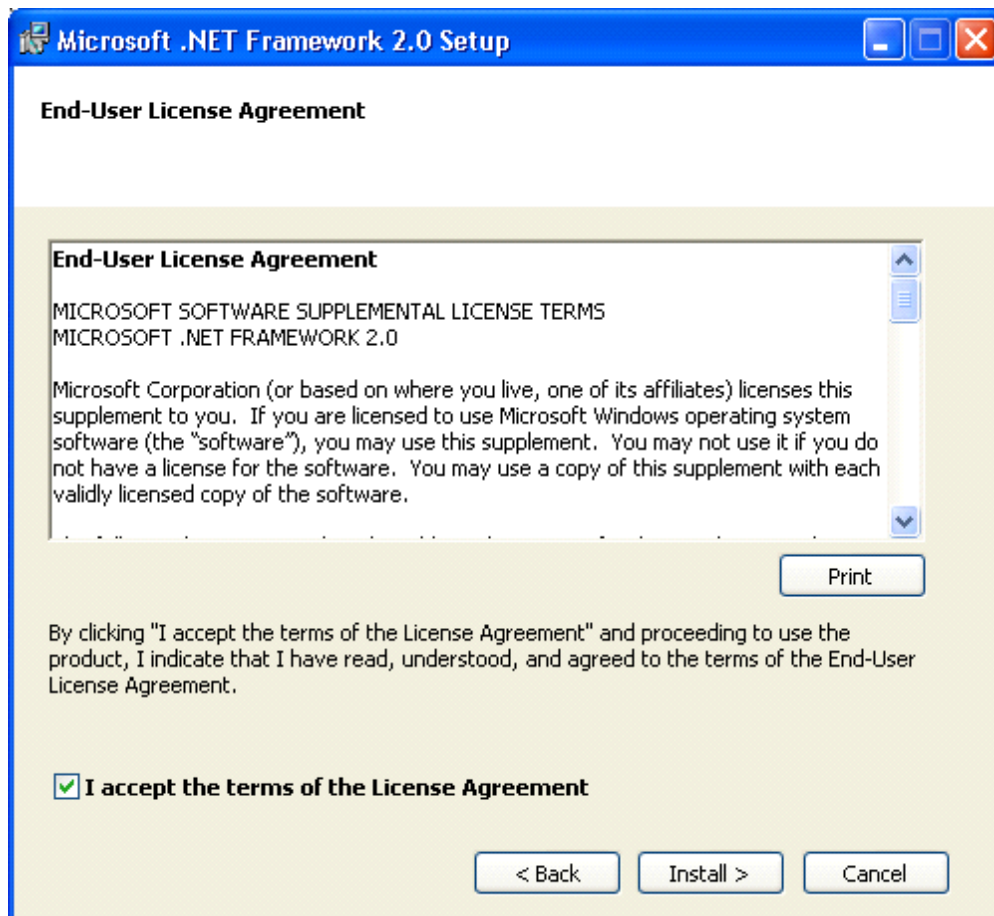 Microsoft .NET Framework 2.0 Setup
End-User License Agreement
End-User License Agreement
MICROSOFT SOFTWARE SUPPLEMENTAL LICENSE TERMS
MICROSOFT .NET FRAMEWORK 2.0
Microsoft Corporation (or based on where you live, one of its affiliates) licenses this
supplement to you.  If you are licensed to use Microsoft Windows operating system
software (the “software”), you may use this supplement.  You may not use it if you do
not have a license for the software.  You may use a copy of this supplement with each
validly licensed copy of the software.
Print
By clicking "I accept the terms of the License Agreement" and proceeding to use the
product, I indicate that I have read, understood, and agreed to the terms of the End-User
License Agreement.
I accept the terms of the License Agreement
< Back
Install >
Cancel